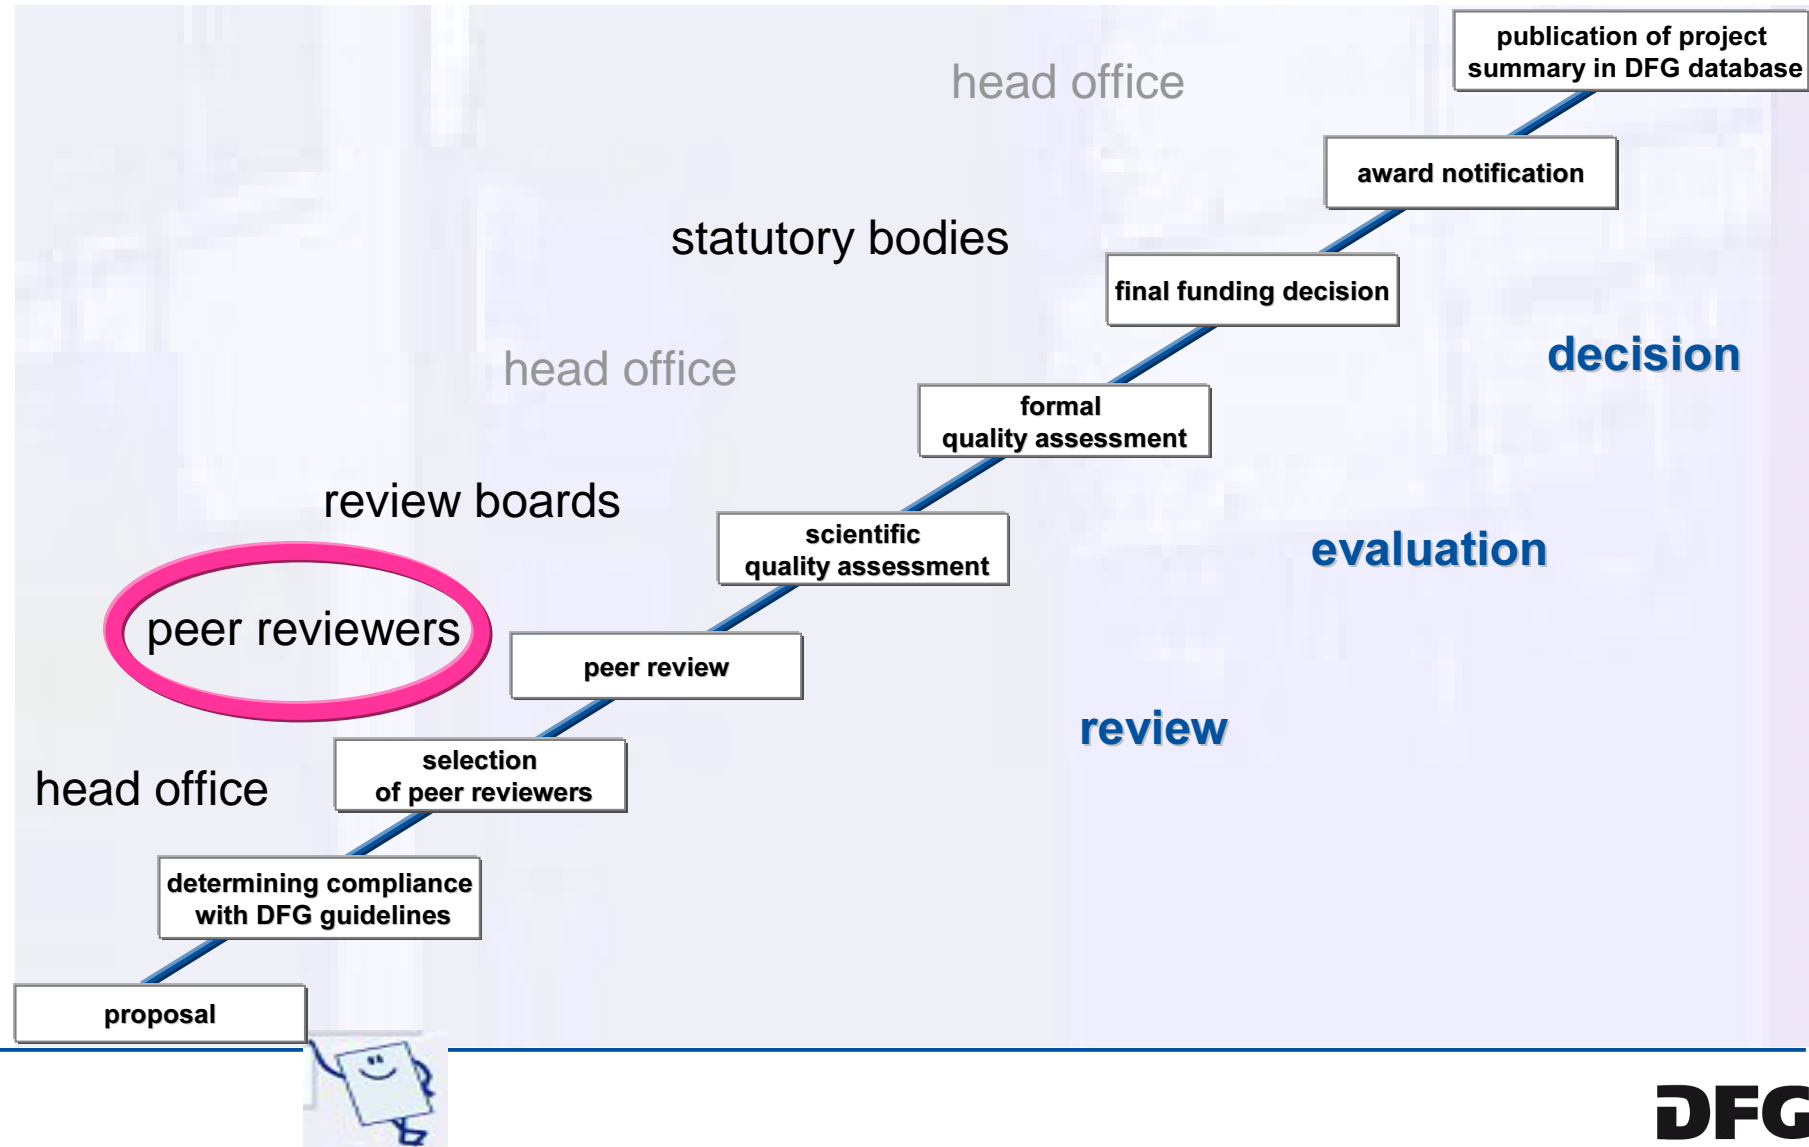 publication of project
summary in DFG database
head office
award notification
statutory bodies
final funding decision
decision
head office
formal
quality assessment
review boards
scientific
quality assessment
evaluation
peer reviewers
peer review
review
selection
of peer reviewers
head office
determining compliance
with DFG guidelines
proposal
DFG